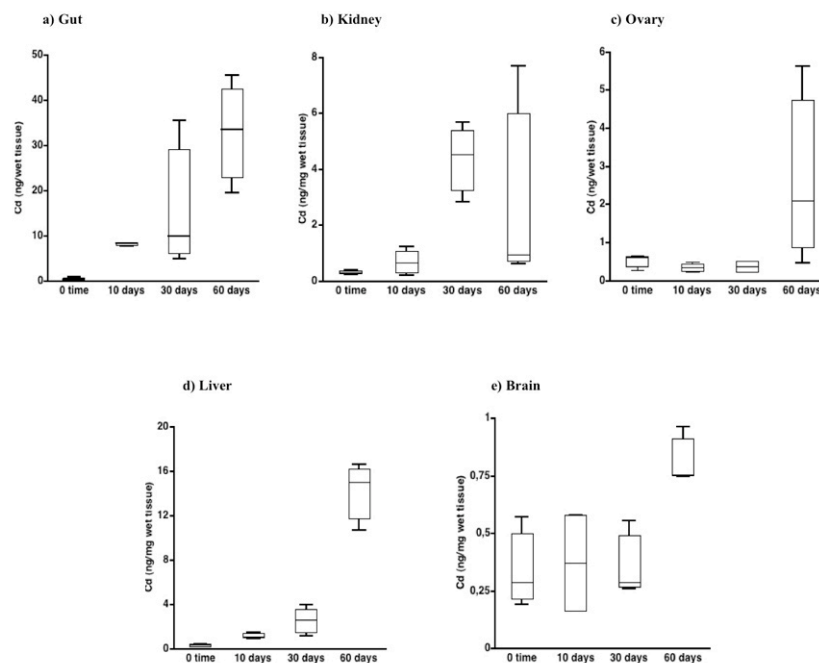 a) Gut
Cd (ng/wet tissue)
50
40
30
20
10
0
0 time 10 days 30 days 60 days
b) Kidney
Cd (ng/mg wet tissue)
8
6
4
2
0
0 time 10 days 30 days 60 days
c) Ovary
Cd (ng/mg wet tissue)
6
5
4
3
2
1
0
0 time 10 days 30 days 60 days
d) Liver
Cd (ng/mg wet tissue)
20
16
12
8
4
0
0 time 10 days 30 days 60 days
e) Brain
Cd (ng/mg wet tissue)
1
0,75
0,5
0,25
0
0 time 10 days 30 days 60 days